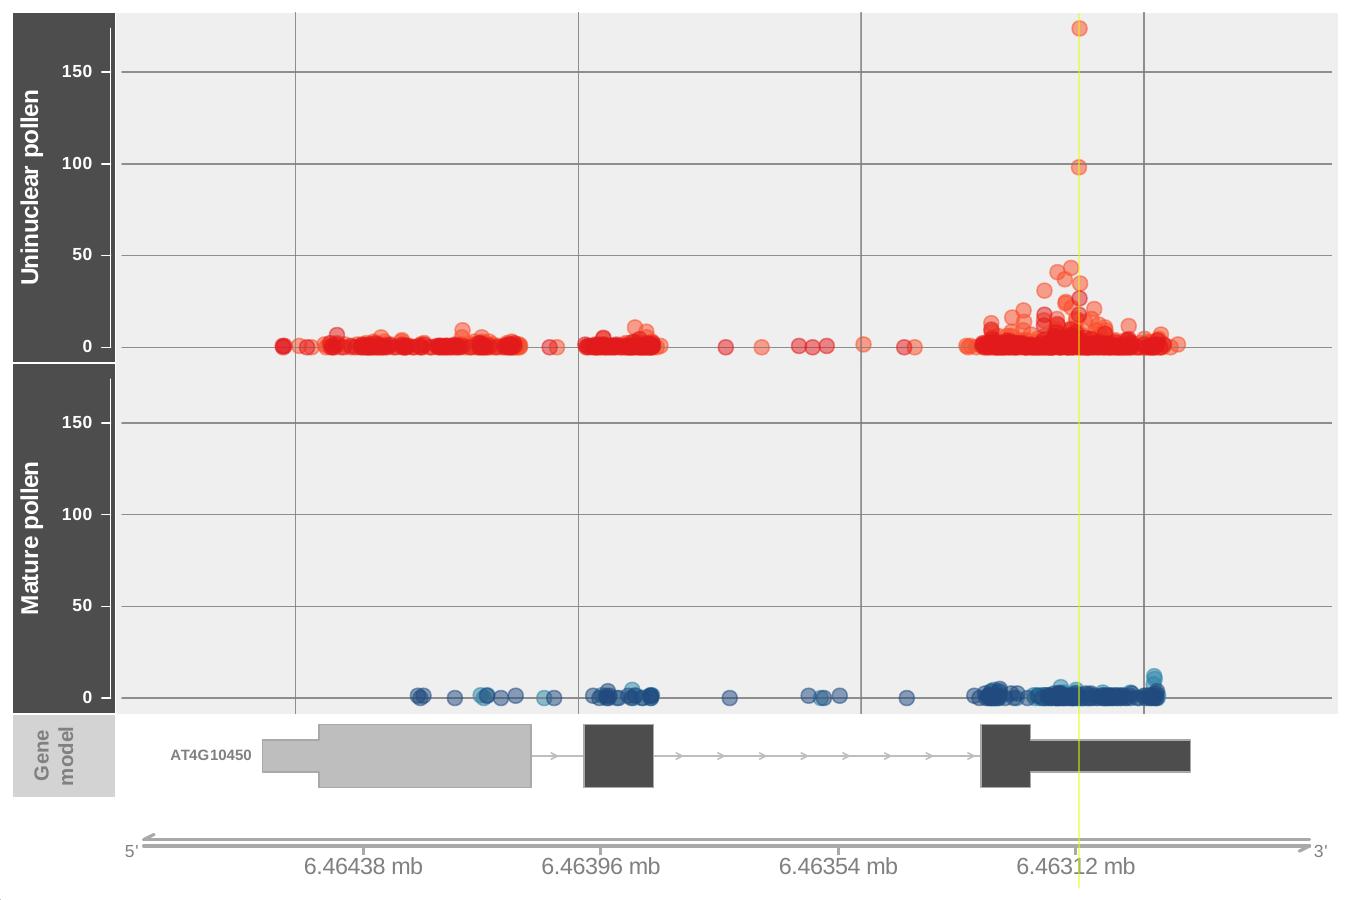 Uninuclear pollen
150
100
50
0
Mature pollen
150
100
50
0
Gene
model
AT4G10450
5'
3'
6.46438 mb
6.46396 mb
6.46354 mb
6.46312 mb